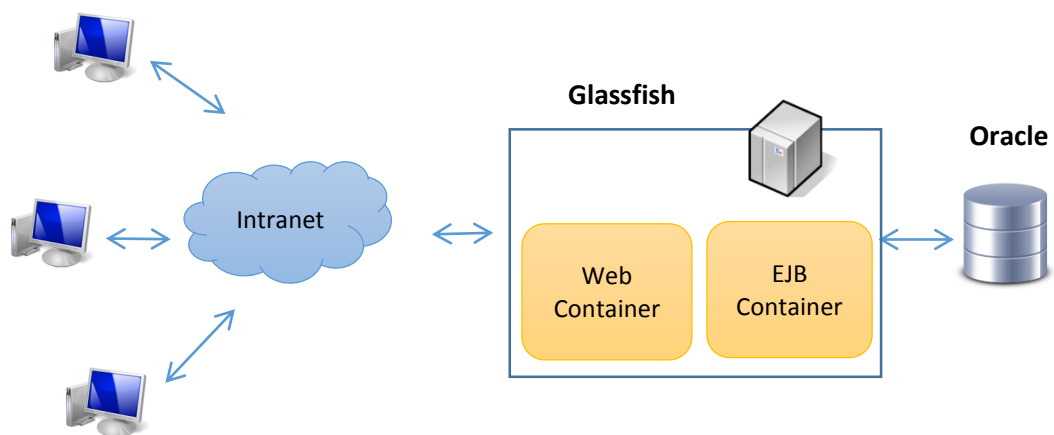 Glassfish
Oracle
Intranet
Web
Container
EJB
Container